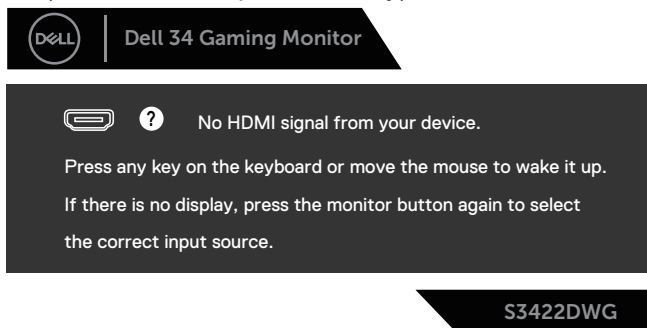 DELL
Dell 34 Gaming Monitor
? No HDMI signal from your device.
Press any key on the keyboard or move the mouse to wake it up.
If there is no display, press the monitor button again to select
the correct input source.
S3422DWG